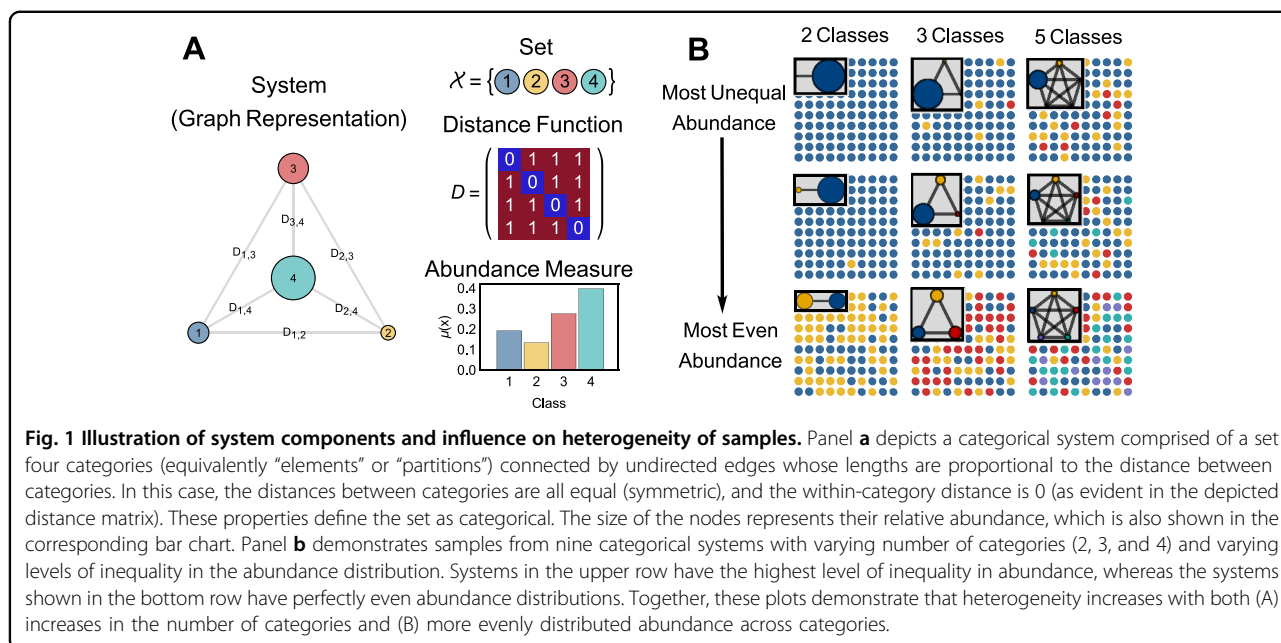 A
System
(Graph Representation)
3
D3,4
D1,3
D2,3
4
D1,4
D2,4
1
D1,2
2
Set
𝒳 = { 1 2 3 4 }
Distance Function
D =
0 1 1 1
1 0 1 1
1 1 0 1
1 1 1 0
Abundance Measure
μ(x)
0.4
0.3
0.2
0.1
0.0
1 2 3 4
Class
B
2 Classes 3 Classes 5 Classes
Most Unequal
Abundance
Most Even
Abundance
Fig. 1 Illustration of system components and influence on heterogeneity of samples. Panel a depicts a categorical system comprised of a set
four categories (equivalently “elements” or “partitions”) connected by undirected edges whose lengths are proportional to the distance between
categories. In this case, the distances between categories are all equal (symmetric), and the within-category distance is 0 (as evident in the depicted
distance matrix). These properties define the set as categorical. The size of the nodes represents their relative abundance, which is also shown in the
corresponding bar chart. Panel b demonstrates samples from nine categorical systems with varying number of categories (2, 3, and 4) and varying
levels of inequality in the abundance distribution. Systems in the upper row have the highest level of inequality in abundance, whereas the systems
shown in the bottom row have perfectly even abundance distributions. Together, these plots demonstrate that heterogeneity increases with both (A)
increases in the number of categories and (B) more evenly distributed abundance across categories.